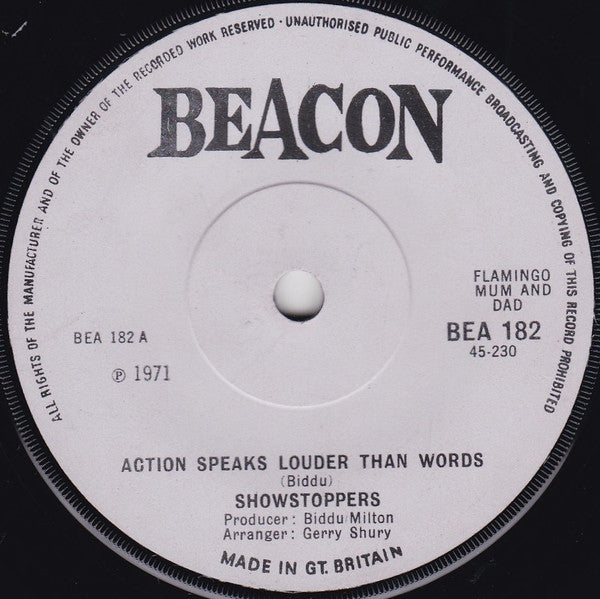 ALL RIGHTS OF THE MANUFACTURER AND OF THE OWNER OF THE RECORDED WORK RESERVED · UNAUTHORISED PUBLIC PERFORMANCE BROADCASTING AND COPYING OF THIS RECORD PROHIBITED
BEACON
FLAMINGO
MUM AND
DAD
BEA 182
45-230
BEA 182 A
℗ 1971
ACTION SPEAKS LOUDER THAN WORDS
(Biddu)
SHOWSTOPPERS
Producer: Biddu/Milton
Arranger: Gerry Shury
MADE IN GT. BRITAIN